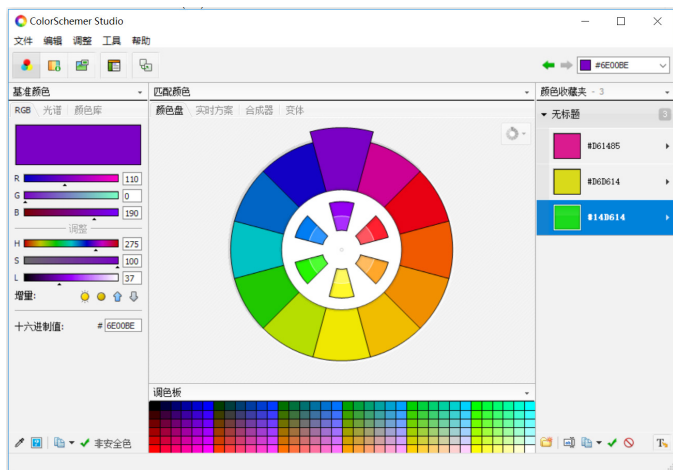 ColorSchemer Studio
文件 编辑 调整 工具 帮助
#6E00BE
基准颜色
匹配颜色
颜色收藏夹 - 3
RGB 光谱 颜色库
颜色盘 实时方案 合成器 变体
无标题 3
R 110
G 0
B 190
调整
H 275
S 100
L 37
增量:
十六进制值: # 6E00BE
#D61485
#D6D614
#14D614
调色板
非安全色